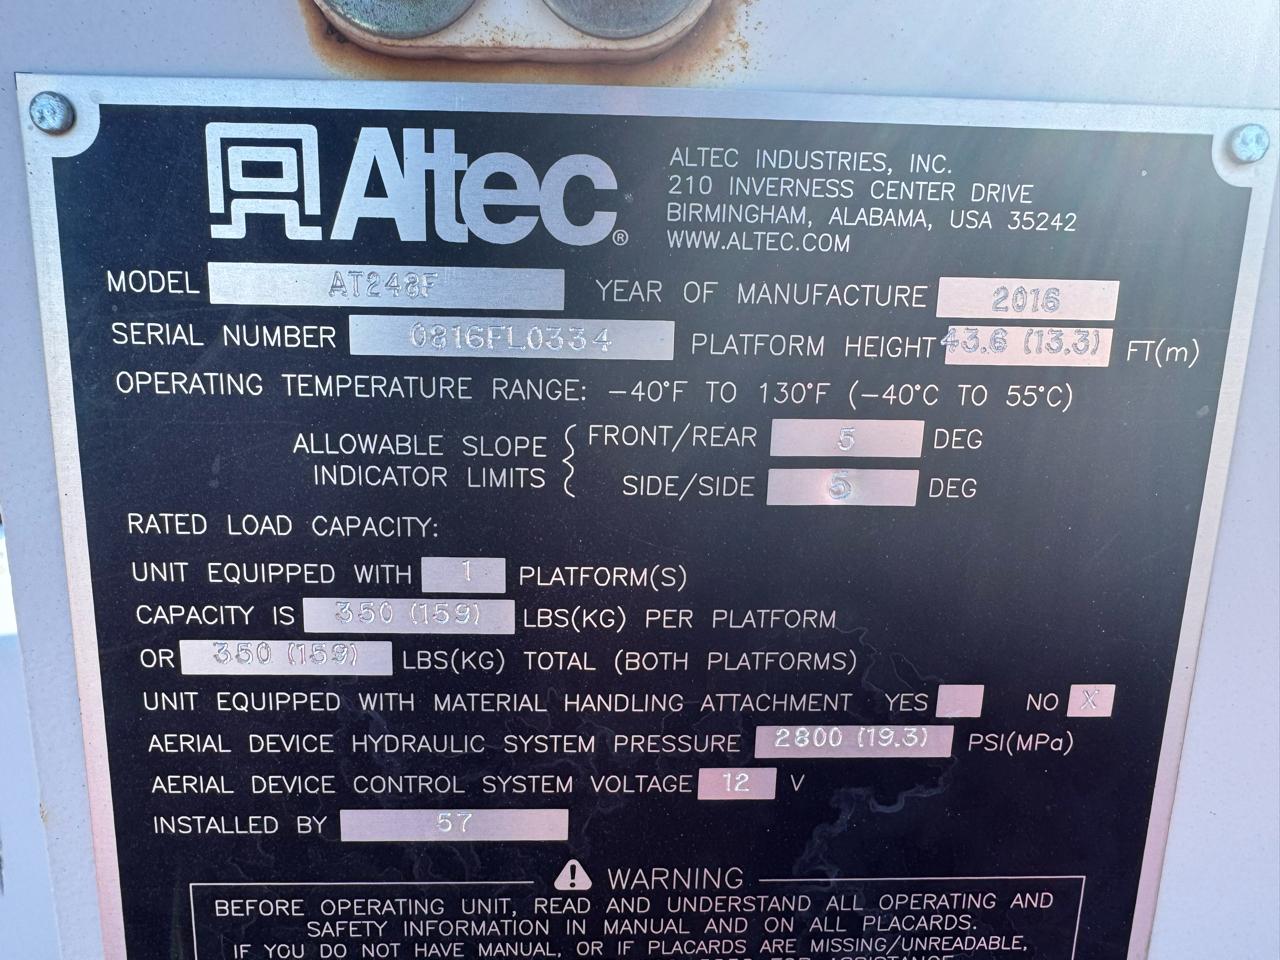 Altec®
ALTEC INDUSTRIES, INC.
210 INVERNESS CENTER DRIVE
BIRMINGHAM, ALABAMA, USA 35242
WWW.ALTEC.COM
MODEL AT248F YEAR OF MANUFACTURE 2016
SERIAL NUMBER 0816FL0334 PLATFORM HEIGHT 43.6 (13.3) FT(m)
OPERATING TEMPERATURE RANGE: -40°F TO 130°F (-40°C TO 55°C)
ALLOWABLE SLOPE INDICATOR LIMITS { FRONT/REAR 5 DEG
SIDE/SIDE 5 DEG
RATED LOAD CAPACITY:
UNIT EQUIPPED WITH 1 PLATFORM(S)
CAPACITY IS 350 (159) LBS(KG) PER PLATFORM
OR 350 (159) LBS(KG) TOTAL (BOTH PLATFORMS)
UNIT EQUIPPED WITH MATERIAL HANDLING ATTACHMENT YES NO X
AERIAL DEVICE HYDRAULIC SYSTEM PRESSURE 2800 (19.3) PSI(MPa)
AERIAL DEVICE CONTROL SYSTEM VOLTAGE 12 V
INSTALLED BY 57
WARNING
BEFORE OPERATING UNIT, READ AND UNDERSTAND ALL OPERATING AND
SAFETY INFORMATION IN MANUAL AND ON ALL PLACARDS.
IF YOU DO NOT HAVE MANUAL, OR IF PLACARDS ARE MISSING/UNREADABLE,